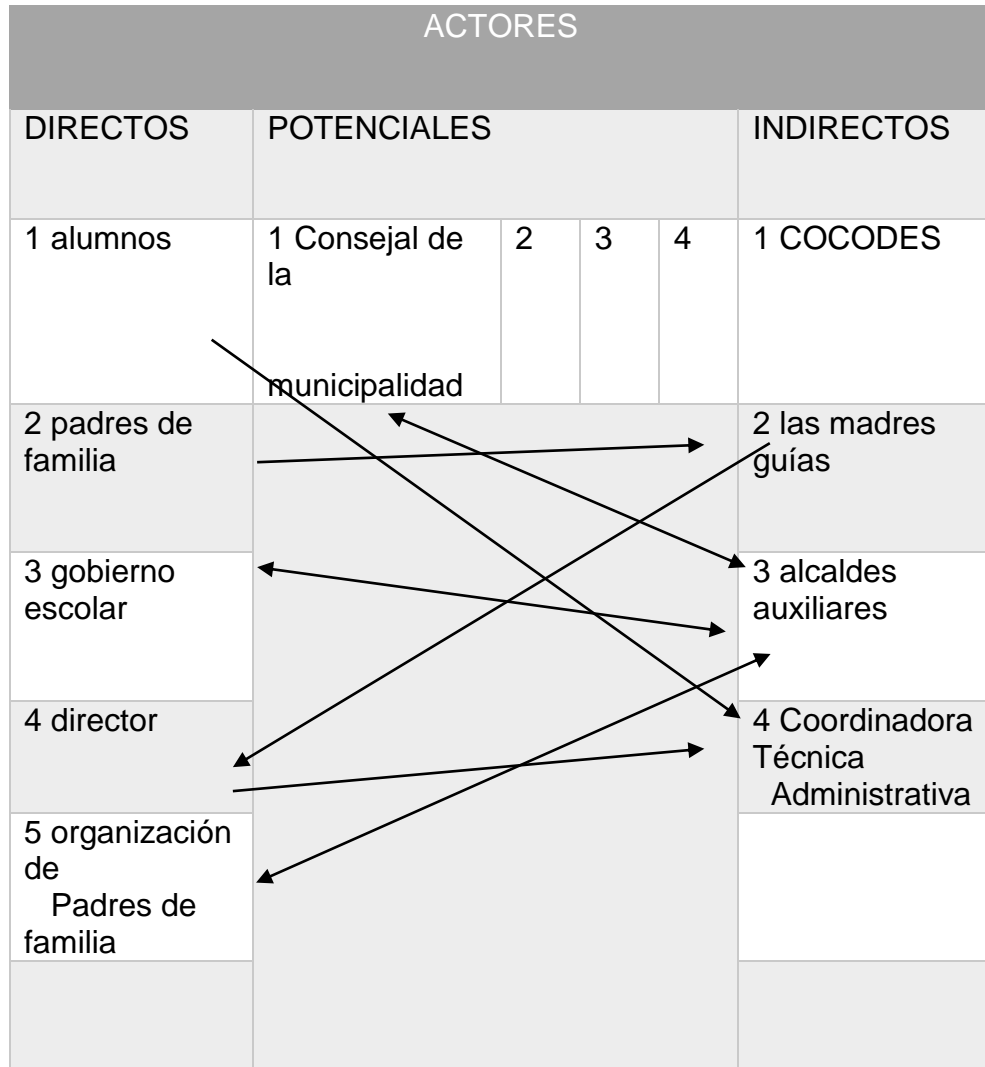 ACTORES
DIRECTOS
POTENCIALES
INDIRECTOS
1 alumnos
1 Consejal de
la
municipalidad
2
3
4
1 COCODES
2 padres de
familia
2 las madres
guías
3 gobierno
escolar
3 alcaldes
auxiliares
4 director
4 Coordinadora
Técnica
Administrativa
5 organización
de
Padres de
familia